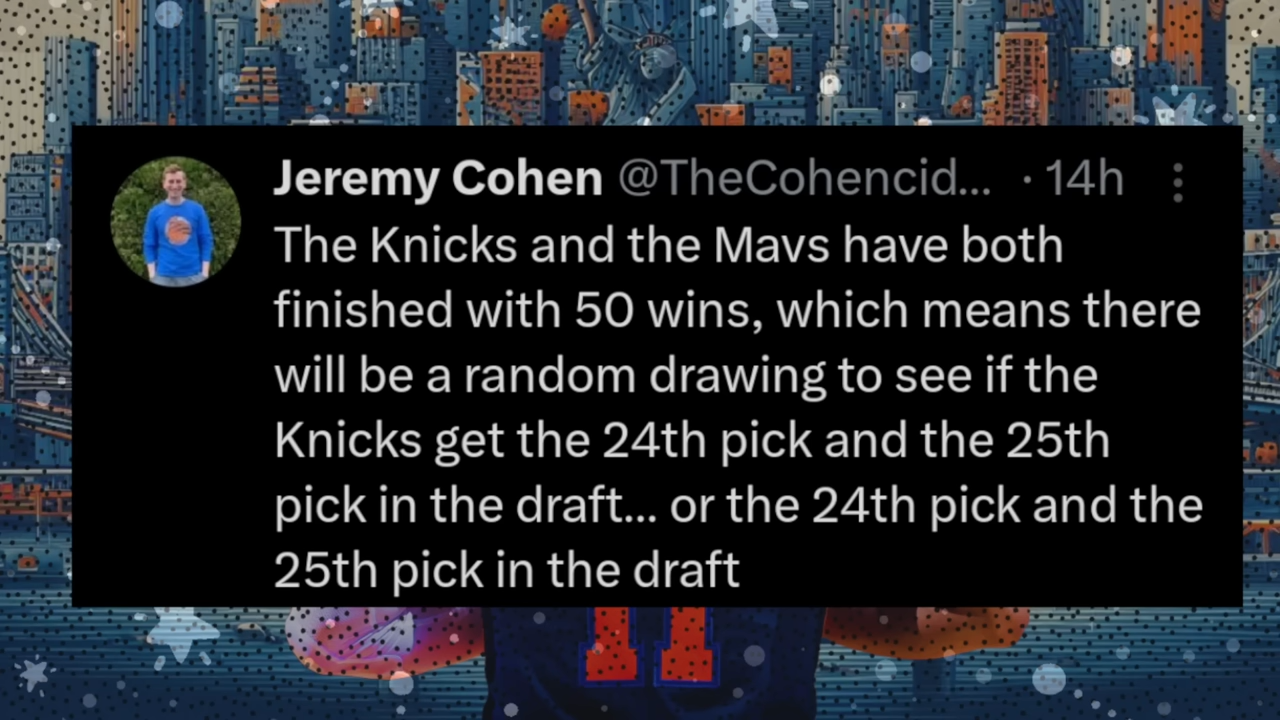 Jeremy Cohen @TheCohencid... · 14h
The Knicks and the Mavs have both
finished with 50 wins, which means there
will be a random drawing to see if the
Knicks get the 24th pick and the 25th
pick in the draft... or the 24th pick and the
25th pick in the draft
11